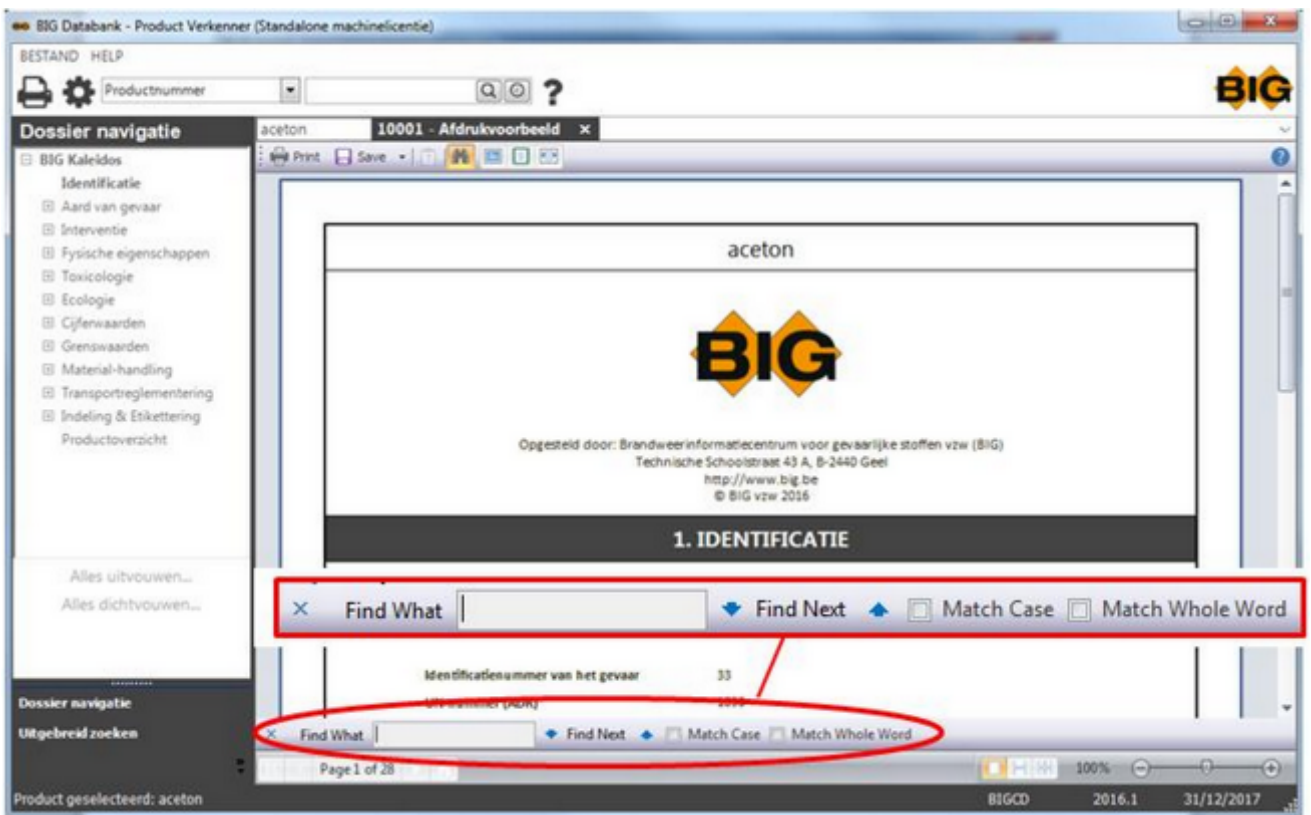 BIG Databank - Product Verkenner (Standalone machinelicentie)
BESTAND HELP
Productnummer
?
BIG
Dossier navigatie
aceton 10001 - Afdrukvoorbeeld ×
BIG Kaleidos
Print Save
Identificatie
Aard van gevaar
Interventie
Fysische eigenschappen
Toxicologie
Ecologie
Cijferwaarden
Grenswaarden
Material-handling
Transportreglementering
Indeling & Etikettering
Productoverzicht
Alles uitvouwen...
Alles dichtvouwen...
aceton
BIG
Opgesteld door: Brandweerinformatiecentrum voor gevaarlijke stoffen vzw (BIG)
Technische Schoolstraat 43 A, B-2440 Geel
http://www.big.be
© BIG vzw 2016
1. IDENTIFICATIE
Find What Find Next Match Case Match Whole Word
Identificatienummer van het gevaar 33
UN-nummer (ADR)
Dossier navigatie
Uitgebreid zoeken
Find What Find Next Match Case Match Whole Word
Page 1 of 28
100%
Product geselecteerd: aceton
BIGCD 2016.1 31/12/2017